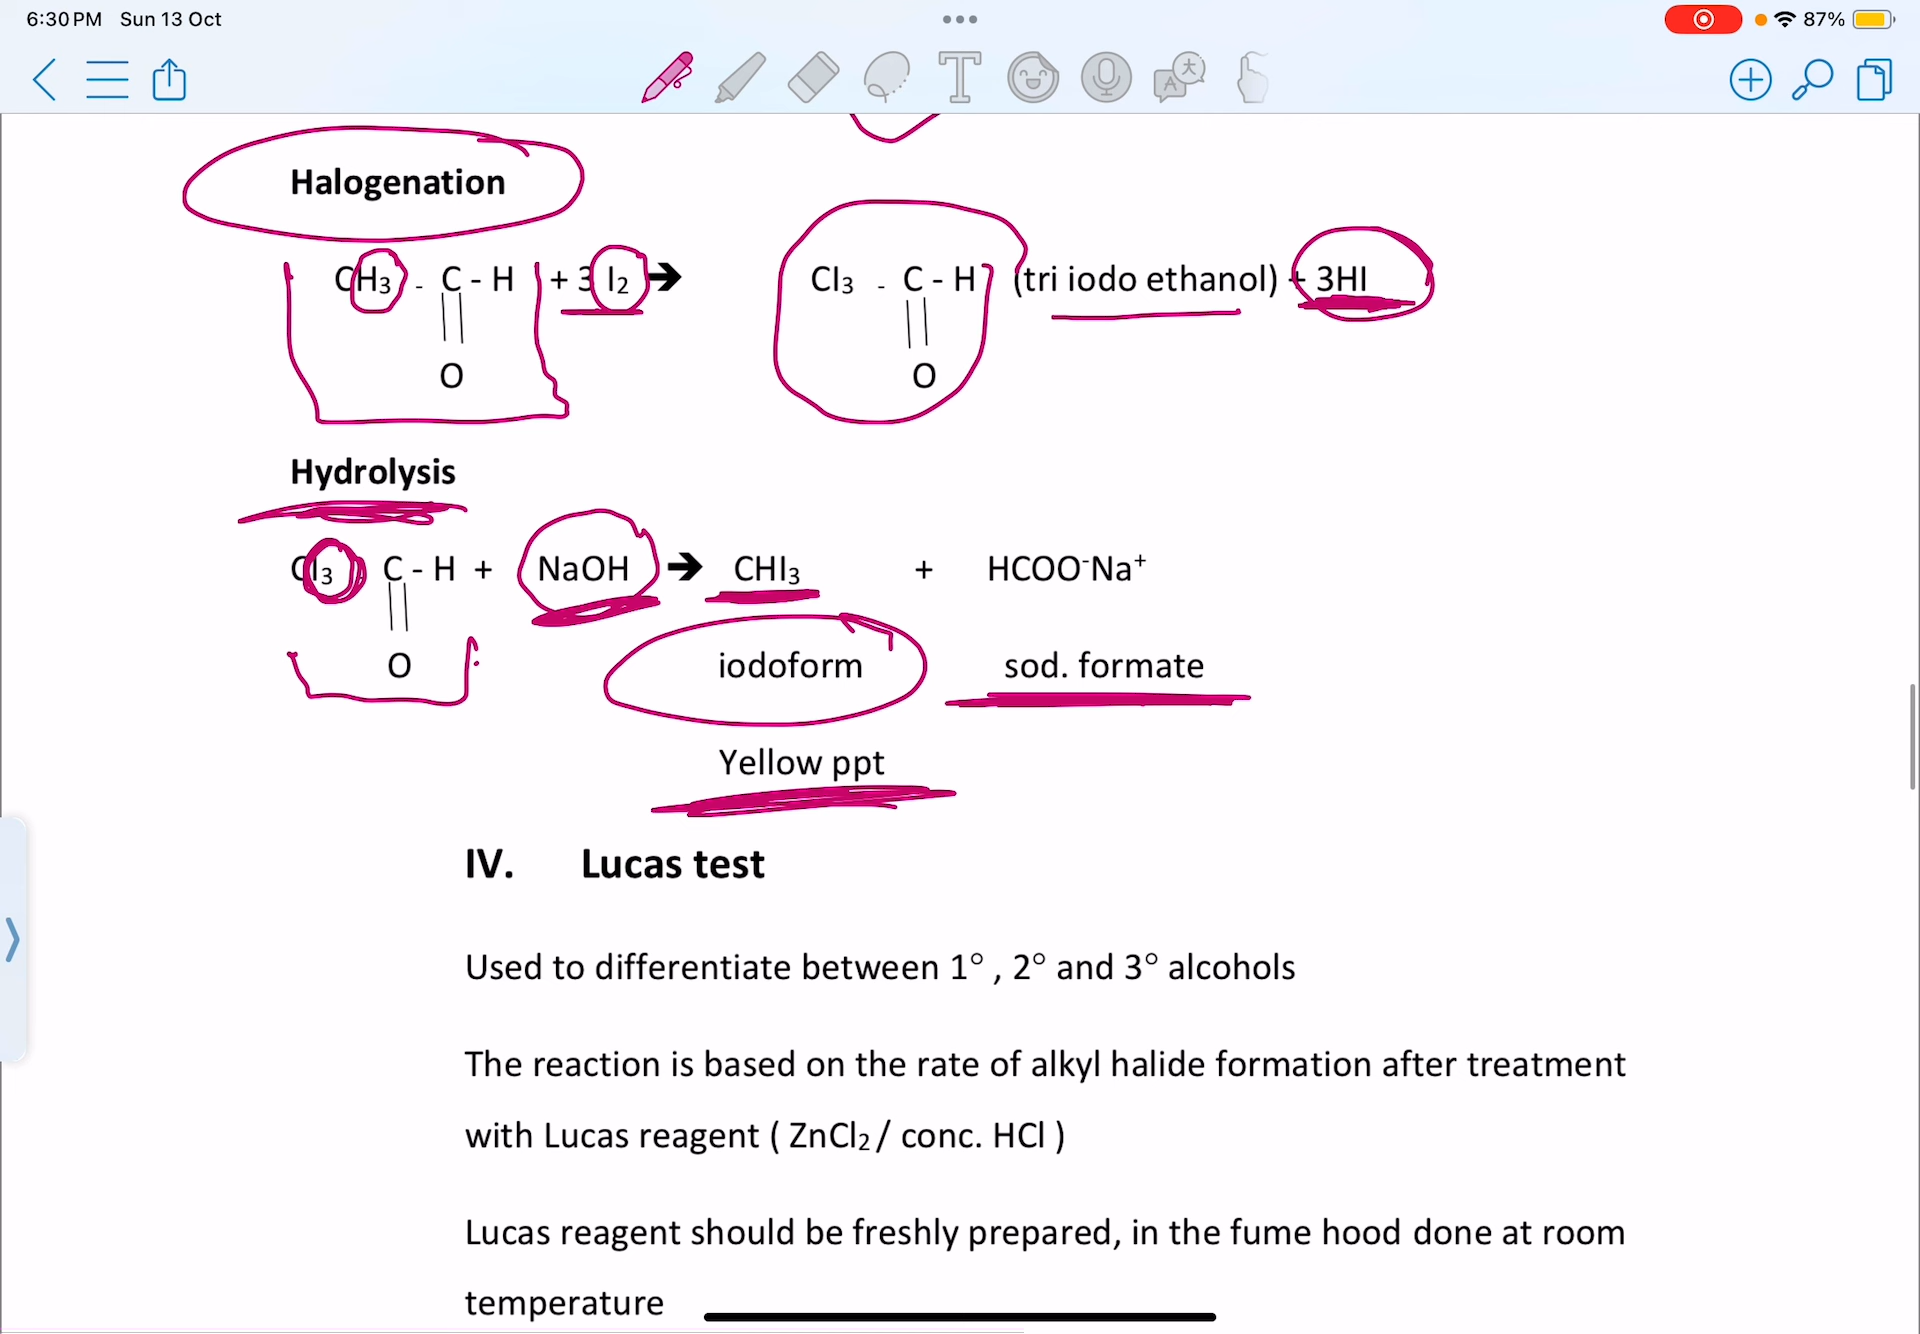 6:30 PM Sun 13 Oct
87%
Halogenation
CH₃ - C - H + 3 I₂ ➔ CI₃ - C - H (tri iodo ethanol) + 3HI
O O
Hydrolysis
CI₃ C - H + NaOH ➔ CHI₃ + HCOO⁻Na⁺
O iodoform sod. formate
Yellow ppt
IV. Lucas test
Used to differentiate between 1° , 2° and 3° alcohols
The reaction is based on the rate of alkyl halide formation after treatment
with Lucas reagent ( ZnCl₂ / conc. HCl )
Lucas reagent should be freshly prepared, in the fume hood done at room
temperature